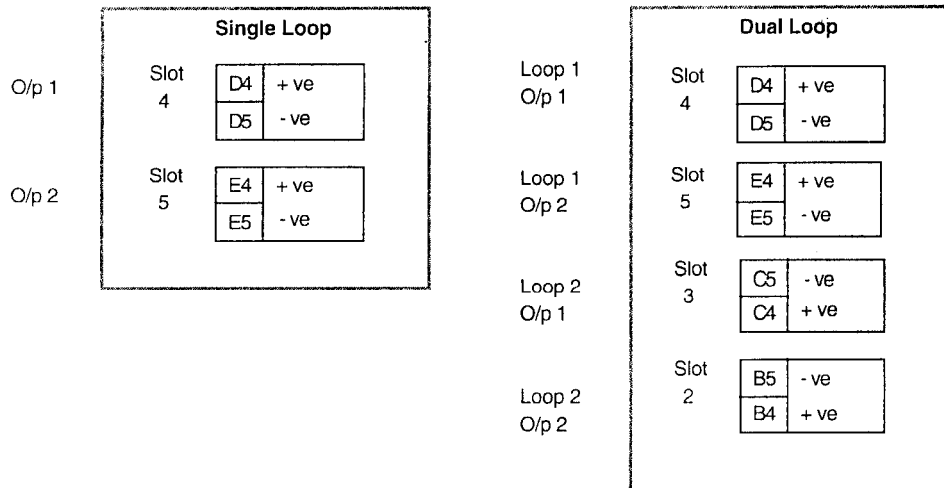 Single Loop
O/p 1
Slot
4
D4 + ve
D5 - ve
O/p 2
Slot
5
E4 + ve
E5 - ve
Dual Loop
Loop 1
O/p 1
Slot
4
D4 + ve
D5 - ve
Loop 1
O/p 2
Slot
5
E4 + ve
E5 - ve
Loop 2
O/p 1
Slot
3
C5 - ve
C4 + ve
Loop 2
O/p 2
Slot
2
B5 - ve
B4 + ve